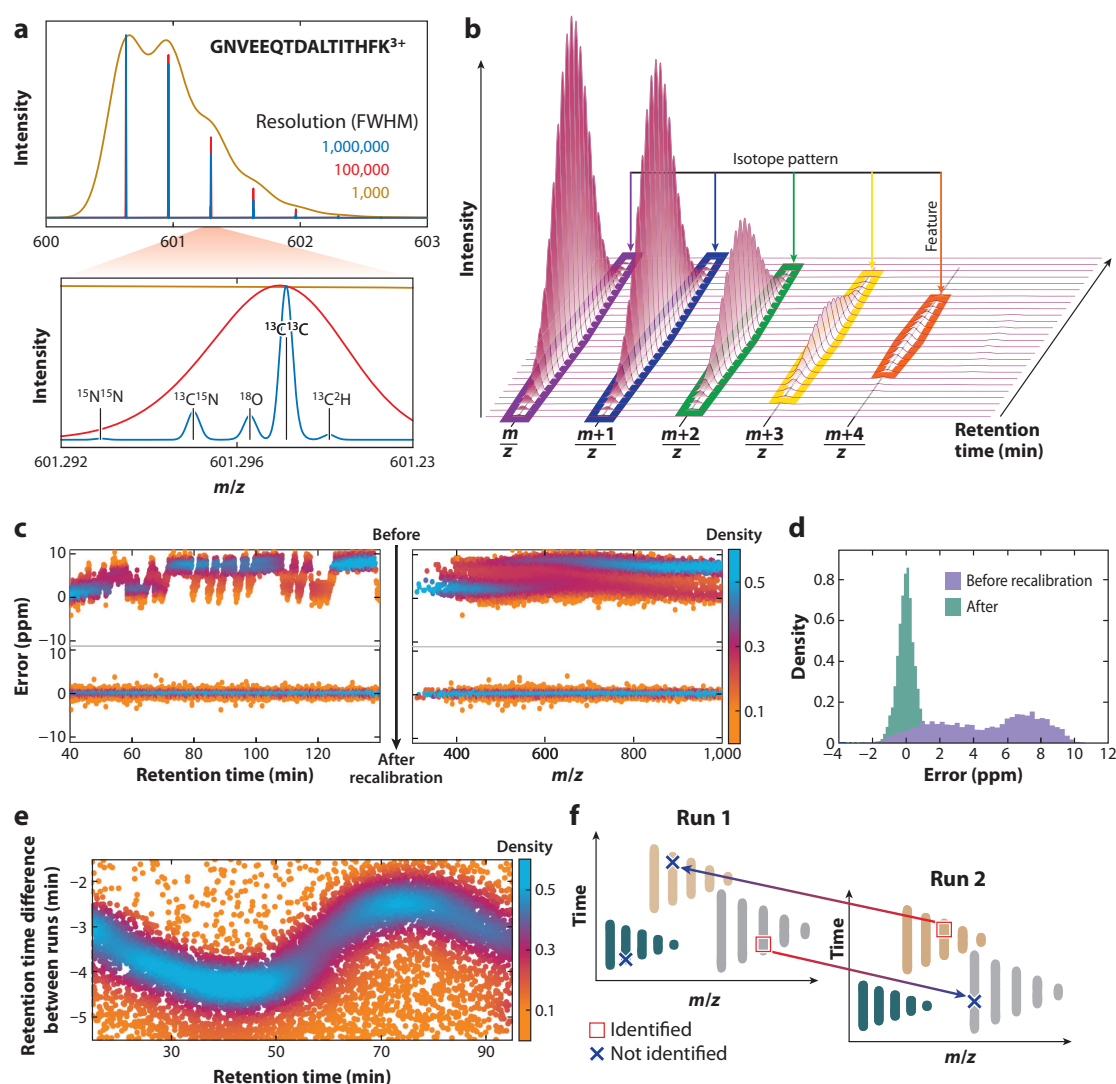 a
GNVEEQTDALTITHFK3+
Intensity
Resolution (FWHM)
1,000,000
100,000
1,000
600
601
602
603
Intensity
15N15N
13C15N
18O
13C13C
13C2H
601.292
601.296
601.23
m/z
b
Intensity
Isotope pattern
Feature
m/z
m+1/z
m+2/z
m+3/z
m+4/z
Retention
time (min)
c
Before
Error (ppm)
10
0
−10
10
0
−10
40
60
80
100
120
Retention time (min)
After
recalibration
400
600
800
1,000
m/z
Density
0.5
0.3
0.1
d
Density
0.8
0.6
0.4
0.2
0
Before recalibration
After
−4
−2
0
2
4
6
8
10
12
Error (ppm)
e
Retention time difference
between runs (min)
−2
−3
−4
−5
30
50
70
90
Retention time (min)
Density
0.5
0.3
0.1
f
Run 1
Time
m/z
Run 2
Time
m/z
Identified
Not identified